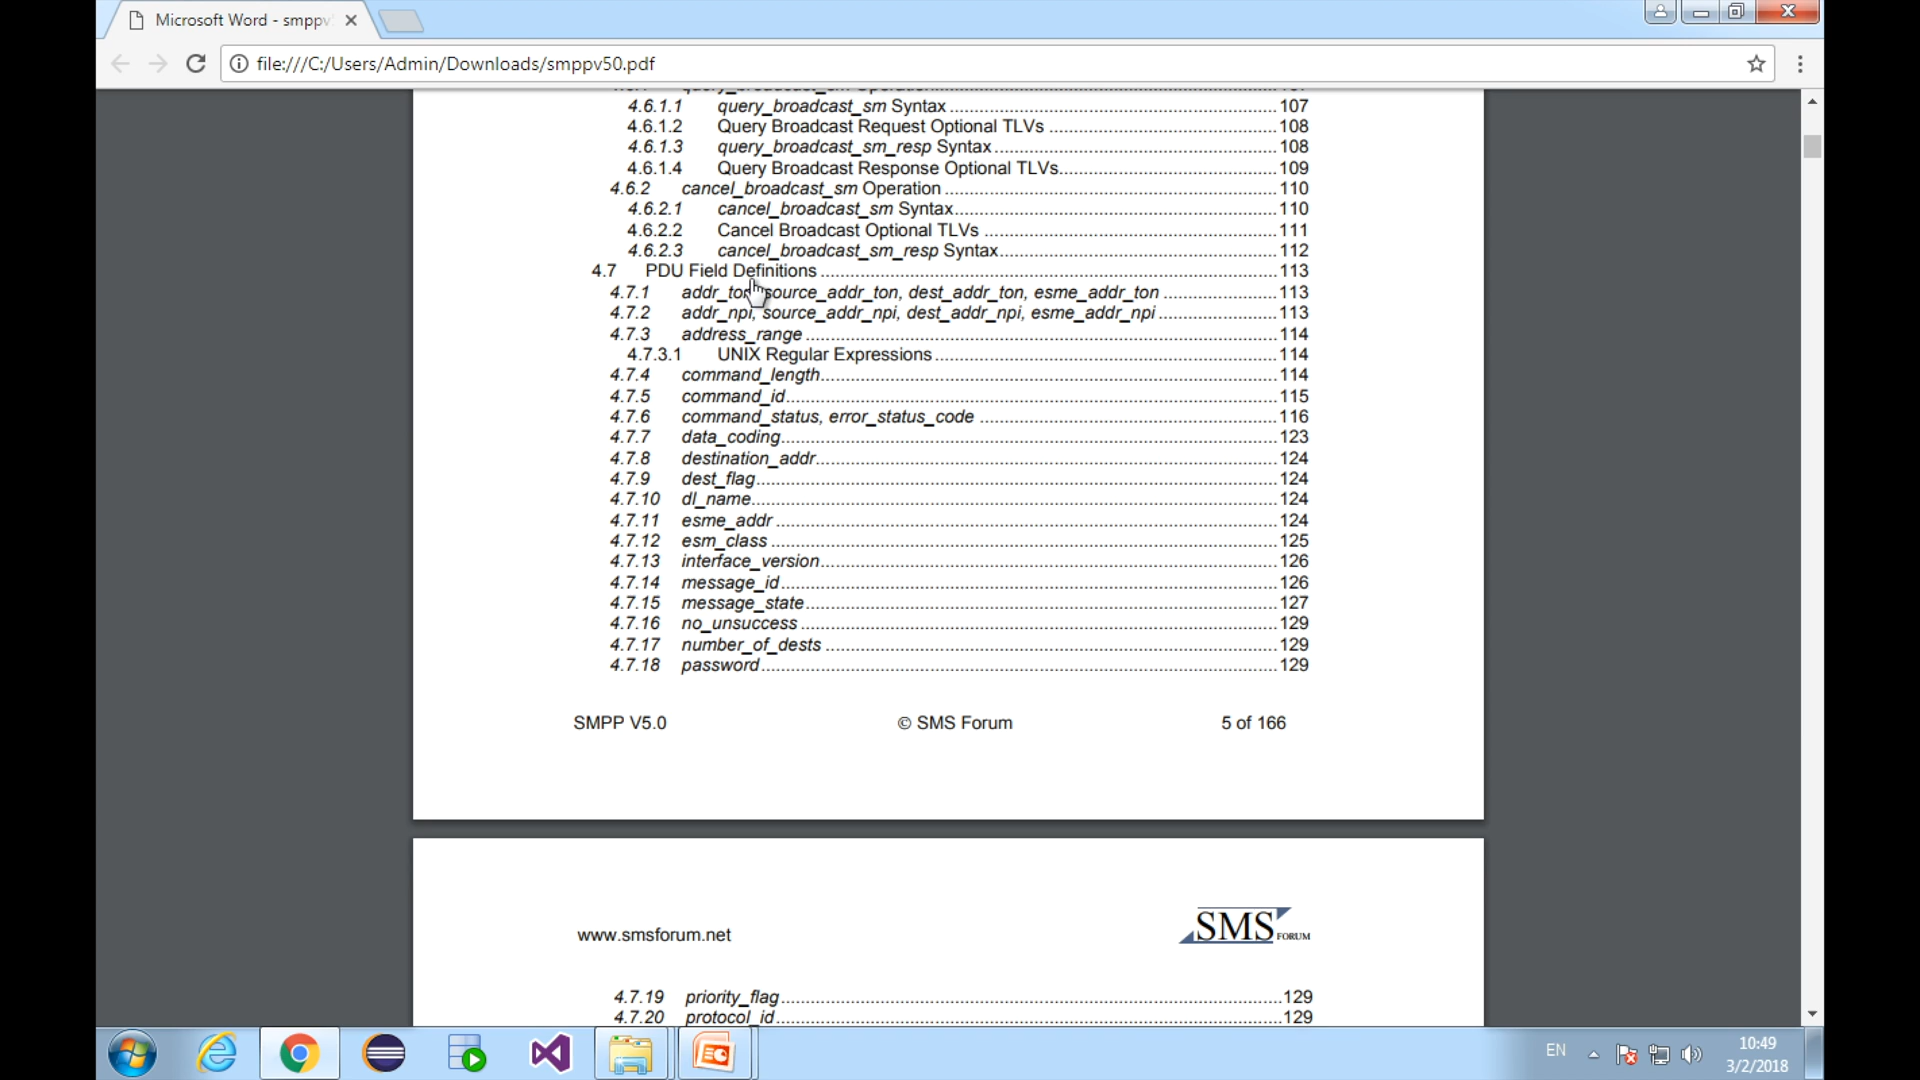 Microsoft Word - smppv
file:///C:/Users/Admin/Downloads/smppv50.pdf
4.6.1.1 query_broadcast_sm Syntax 107
4.6.1.2 Query Broadcast Request Optional TLVs 108
4.6.1.3 query_broadcast_sm_resp Syntax 108
4.6.1.4 Query Broadcast Response Optional TLVs 109
4.6.2 cancel_broadcast_sm Operation 110
4.6.2.1 cancel_broadcast_sm Syntax 110
4.6.2.2 Cancel Broadcast Optional TLVs 111
4.6.2.3 cancel_broadcast_sm_resp Syntax 112
4.7 PDU Field Definitions 113
4.7.1 addr_ton, source_addr_ton, dest_addr_ton, esme_addr_ton 113
4.7.2 addr_npi, source_addr_npi, dest_addr_npi, esme_addr_npi 113
4.7.3 address_range 114
4.7.3.1 UNIX Regular Expressions 114
4.7.4 command_length 114
4.7.5 command_id 115
4.7.6 command_status, error_status_code 116
4.7.7 data_coding 123
4.7.8 destination_addr 124
4.7.9 dest_flag 124
4.7.10 dl_name 124
4.7.11 esme_addr 124
4.7.12 esm_class 125
4.7.13 interface_version 126
4.7.14 message_id 126
4.7.15 message_state 127
4.7.16 no_unsuccess 129
4.7.17 number_of_dests 129
4.7.18 password 129
SMPP V5.0 © SMS Forum 5 of 166
www.smsforum.net SMS FORUM
4.7.19 priority_flag 129
4.7.20 protocol_id 129
EN 10:49
3/2/2018